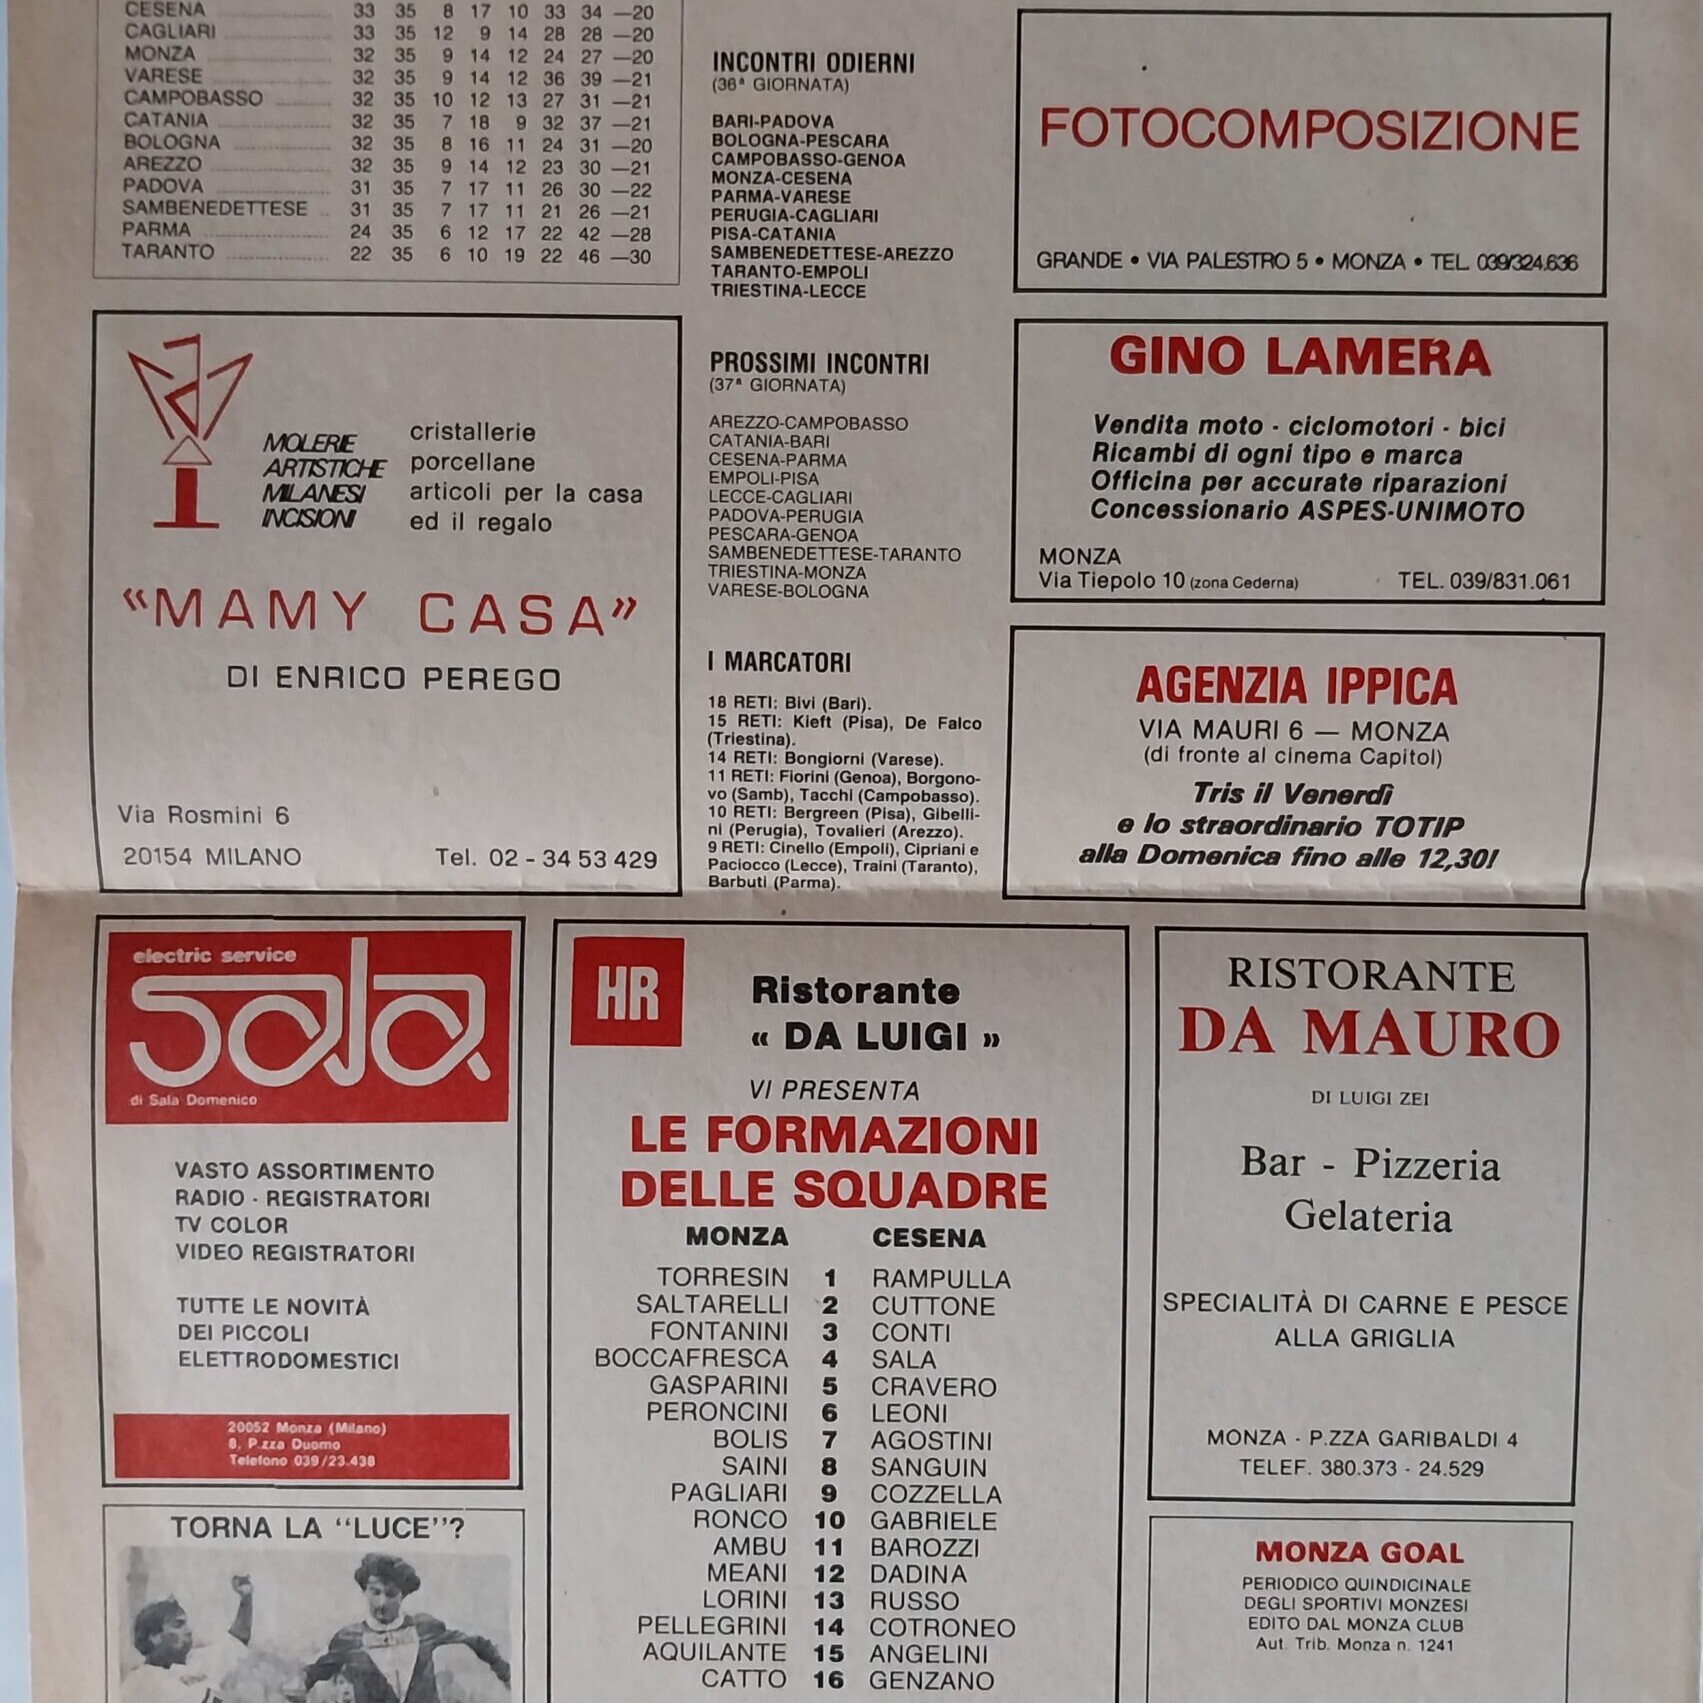 CESENA 33 35 8 17 10 33 34 —20
CAGLIARI 33 35 12 9 14 28 28 —20
MONZA 32 35 9 14 12 24 27 —20
VARESE 32 35 9 14 12 36 39 —21
CAMPOBASSO 32 35 10 12 13 27 31 —21
CATANIA 32 35 7 18 9 32 37 —21
BOLOGNA 32 35 8 16 11 24 31 —20
AREZZO 32 35 9 14 12 23 30 —21
PADOVA 31 35 7 17 11 26 30 —22
SAMBENEDETTESE 31 35 7 17 11 21 26 —21
PARMA 24 35 6 12 17 22 42 —28
TARANTO 22 35 6 10 19 22 46 —30
INCONTRI ODIERNI
(36ª GIORNATA)
BARI-PADOVA
BOLOGNA-PESCARA
CAMPOBASSO-GENOA
MONZA-CESENA
PARMA-VARESE
PERUGIA-CAGLIARI
PISA-CATANIA
SAMBENEDETTESE-AREZZO
TARANTO-EMPOLI
TRIESTINA-LECCE
PROSSIMI INCONTRI
(37ª GIORNATA)
AREZZO-CAMPOBASSO
CATANIA-BARI
CESENA-PARMA
EMPOLI-PISA
LECCE-CAGLIARI
PADOVA-PERUGIA
PESCARA-GENOA
SAMBENEDETTESE-TARANTO
TRIESTINA-MONZA
VARESE-BOLOGNA
I MARCATORI
18 RETI: Bivi (Bari).
15 RETI: Kieft (Pisa), De Falco
(Triestina).
14 RETI: Bongiorni (Varese).
11 RETI: Fiorini (Genoa), Borgono-
vo (Samb), Tacchi (Campobasso).
10 RETI: Bergreen (Pisa), Gibelli-
ni (Perugia), Tovalieri (Arezzo).
9 RETI: Cinello (Empoli), Cipriani e
Paciocco (Lecce), Traini (Taranto),
Barbuti (Parma).
FOTOCOMPOSIZIONE
GRANDE • VIA PALESTRO 5 • MONZA • TEL. 039/324.636
GINO LAMERA
Vendita moto - ciclomotori - bici
Ricambi di ogni tipo e marca
Officina per accurate riparazioni
Concessionario ASPES-UNIMOTO
MONZA
Via Tiepolo 10 (zona Cederna) TEL. 039/831.061
AGENZIA IPPICA
VIA MAURI 6 — MONZA
(di fronte al cinema Capitol)
Tris il Venerdì
e lo straordinario TOTIP
alla Domenica fino alle 12,30!
MOLERIE
ARTISTICHE
MILANESI
INCISIONI
cristallerie
porcellane
articoli per la casa
ed il regalo
“MAMY CASA”
DI ENRICO PEREGO
Via Rosmini 6
20154 MILANO Tel. 02 - 34 53 429
electric service
sala
di Sala Domenico
VASTO ASSORTIMENTO
RADIO - REGISTRATORI
TV COLOR
VIDEO REGISTRATORI
TUTTE LE NOVITÀ
DEI PICCOLI
ELETTRODOMESTICI
20052 Monza (Milano)
8, P.zza Duomo
Telefono 039/23.438
TORNA LA “LUCE”?
HR
Ristorante
« DA LUIGI »
VI PRESENTA
LE FORMAZIONI
DELLE SQUADRE
MONZA CESENA
TORRESIN 1 RAMPULLA
SALTARELLI 2 CUTTONE
FONTANINI 3 CONTI
BOCCAFRESCA 4 SALA
GASPARINI 5 CRAVERO
PERONCINI 6 LEONI
BOLIS 7 AGOSTINI
SAINI 8 SANGUIN
PAGLIARI 9 COZZELLA
RONCO 10 GABRIELE
AMBU 11 BAROZZI
MEANI 12 DADINA
LORINI 13 RUSSO
PELLEGRINI 14 COTRONEO
AQUILANTE 15 ANGELINI
CATTO 16 GENZANO
RISTORANTE
DA MAURO
DI LUIGI ZEI
Bar - Pizzeria
Gelateria
SPECIALITÀ DI CARNE E PESCE
ALLA GRIGLIA
MONZA - P.ZZA GARIBALDI 4
TELEF. 380.373 - 24.529
MONZA GOAL
PERIODICO QUINDICINALE
DEGLI SPORTIVI MONZESI
EDITO DAL MONZA CLUB
Aut. Trib. Monza n. 1241